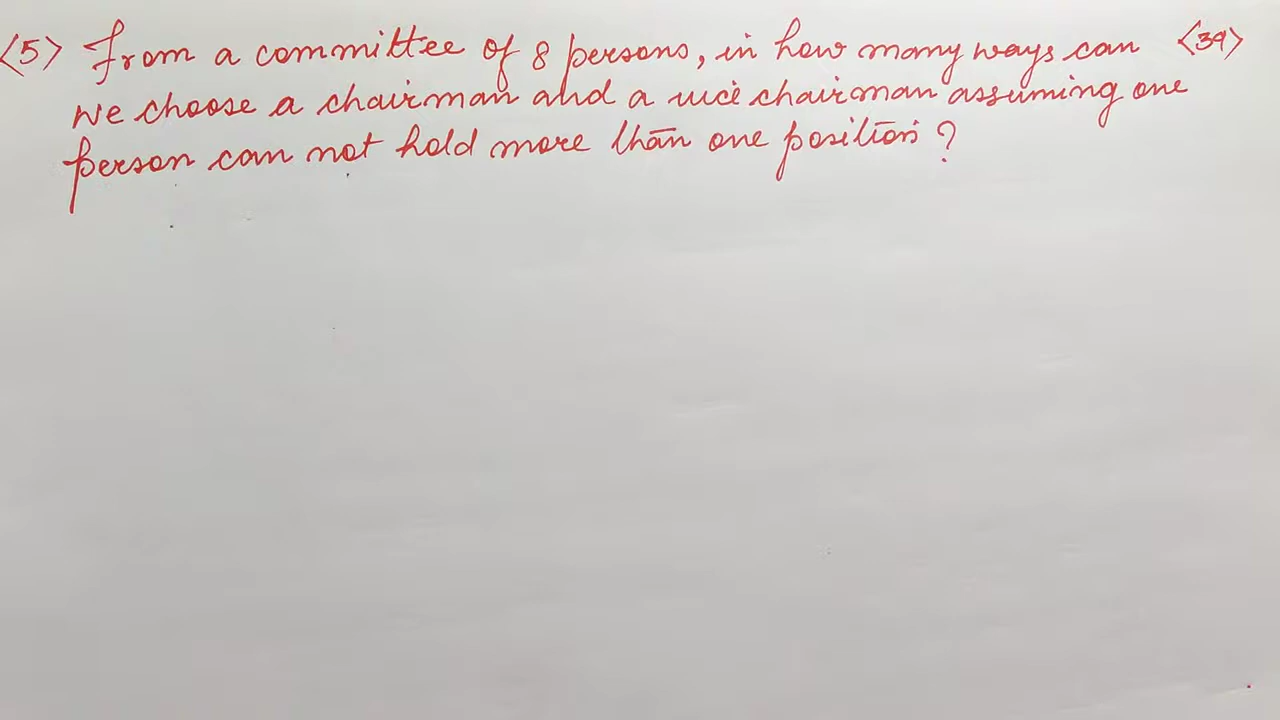 <5> From a committee of 8 persons, in how many ways can <39>
we choose a chairman and a vice chairman assuming one
person can not hold more than one position ?